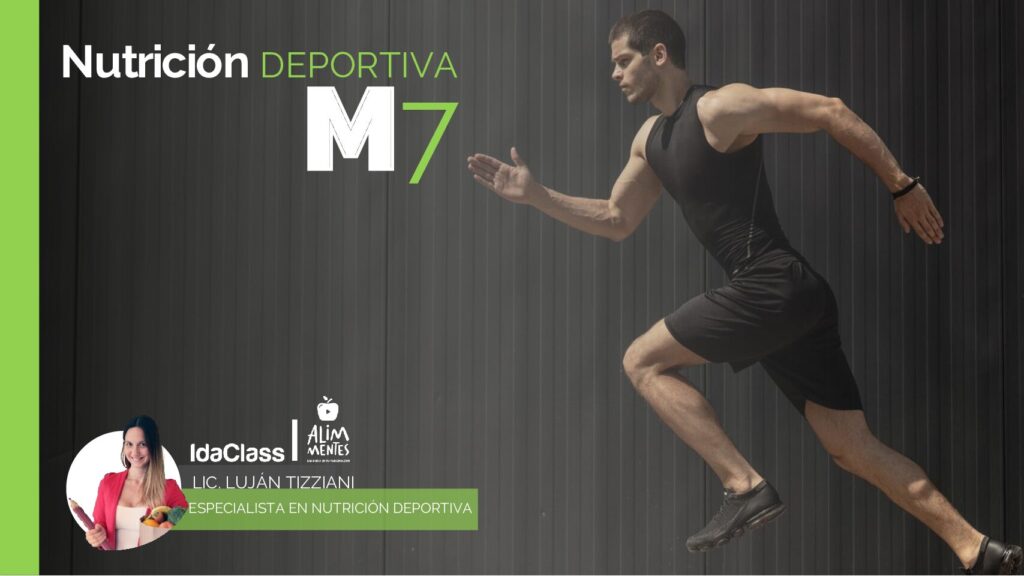 Nutrición DEPORTIVA
M7
IdaClass
ALIM
MENTES
LIC. LUJÁN TIZZIANI
ESPECIALISTA EN NUTRICIÓN DEPORTIVA